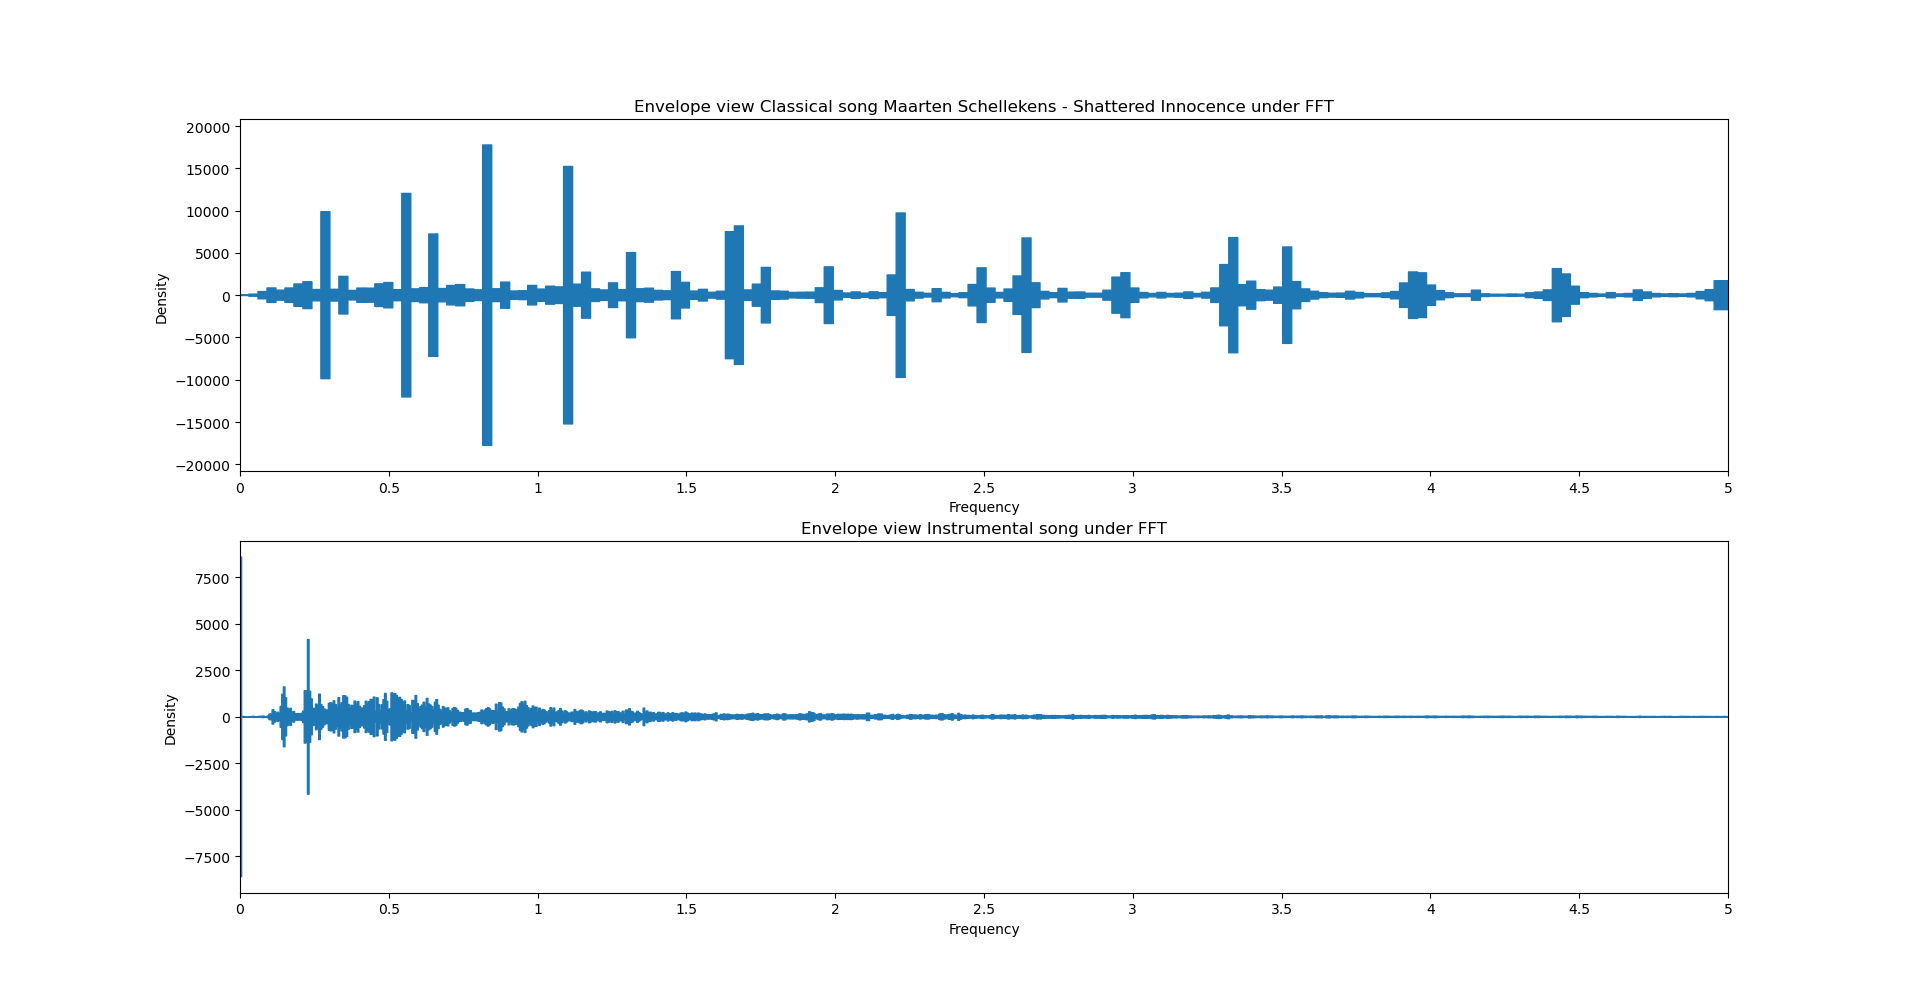 Envelope view Classical song Maarten Schellekens - Shattered Innocence under FFT
20000
15000
10000
5000
0
−5000
−10000
−15000
−20000
Density
0 0.5 1 1.5 2 2.5 3 3.5 4 4.5 5
Frequency
Envelope view Instrumental song under FFT
7500
5000
2500
0
−2500
−5000
−7500
Density
0 0.5 1 1.5 2 2.5 3 3.5 4 4.5 5
Frequency